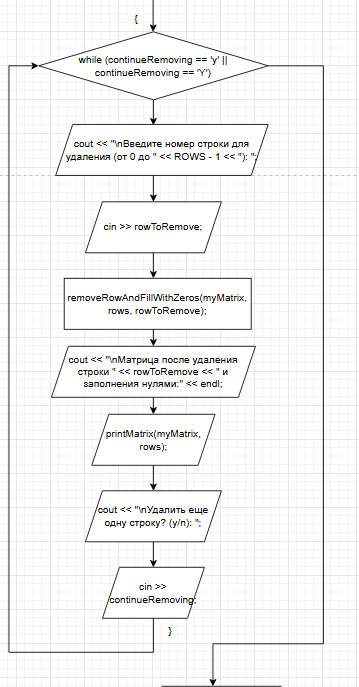 {
while (continueRemoving == 'y' ||
continueRemoving == 'Y')
cout << "\nВведите номер строки для
удаления (от 0 до " << ROWS - 1 << "): ";
cin >> rowToRemove;
removeRowAndFillWithZeros(myMatrix,
rows, rowToRemove);
cout << "\nМатрица после удаления
строки " << rowToRemove << " и
заполнения нулями:" << endl;
printMatrix(myMatrix,
rows);
cout << "\nУдалить еще
одну строку? (y/n): ";
cin >>
continueRemoving;
}